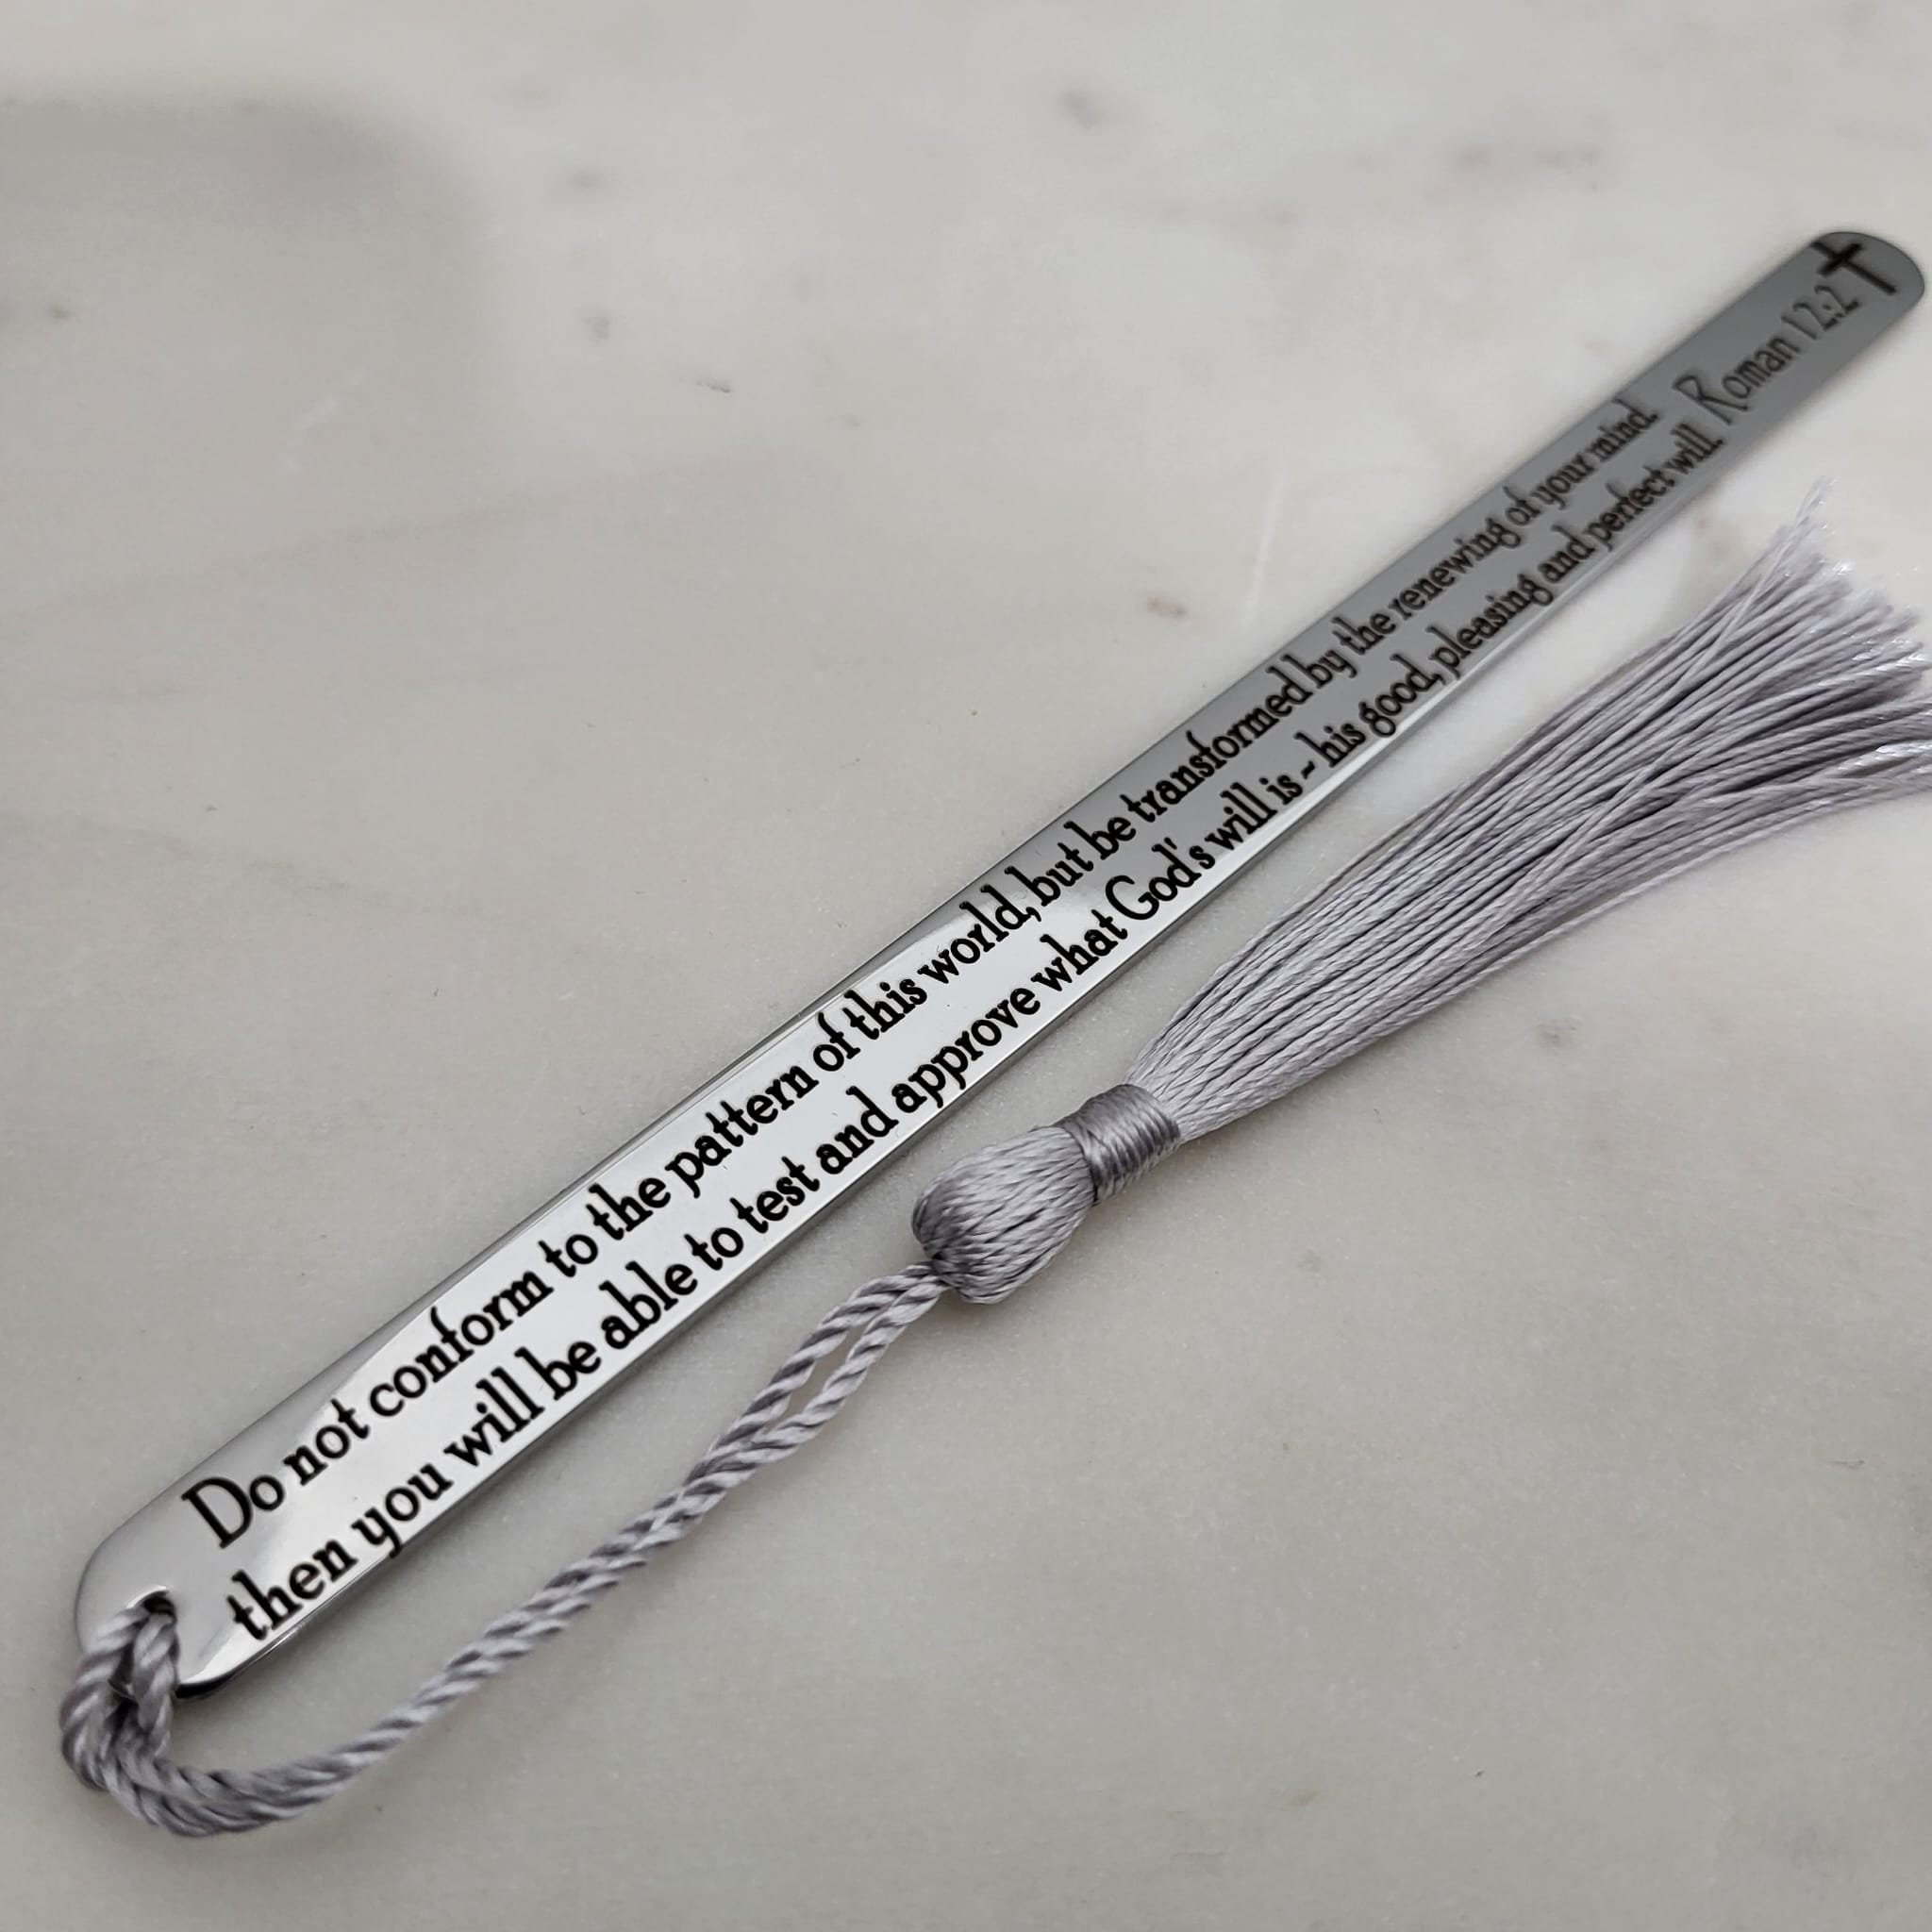 Do not conform to the pattern of this world, but be transformed by the renewing of your mind.
then you will be able to test and approve what God's will is ~ his good, pleasing and perfect will. Roman 12:2